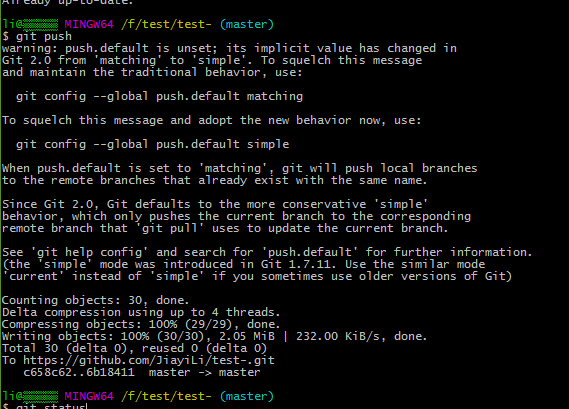 Already up-to-date.
li@ MINGW64 /f/test/test- (master)
$ git push
warning: push.default is unset; its implicit value has changed in
Git 2.0 from 'matching' to 'simple'. To squelch this message
and maintain the traditional behavior, use:
git config --global push.default matching
To squelch this message and adopt the new behavior now, use:
git config --global push.default simple
When push.default is set to 'matching', git will push local branches
to the remote branches that already exist with the same name.
Since Git 2.0, Git defaults to the more conservative 'simple'
behavior, which only pushes the current branch to the corresponding
remote branch that 'git pull' uses to update the current branch.
See 'git help config' and search for 'push.default' for further information.
(the 'simple' mode was introduced in Git 1.7.11. Use the similar mode
'current' instead of 'simple' if you sometimes use older versions of Git)
Counting objects: 30, done.
Delta compression using up to 4 threads.
Compressing objects: 100% (29/29), done.
Writing objects: 100% (30/30), 2.05 MiB | 232.00 KiB/s, done.
Total 30 (delta 0), reused 0 (delta 0)
To https://github.com/JiayiLi/test-.git
c658c62..6b18411 master -> master
li@ MINGW64 /f/test/test- (master)
$ git status